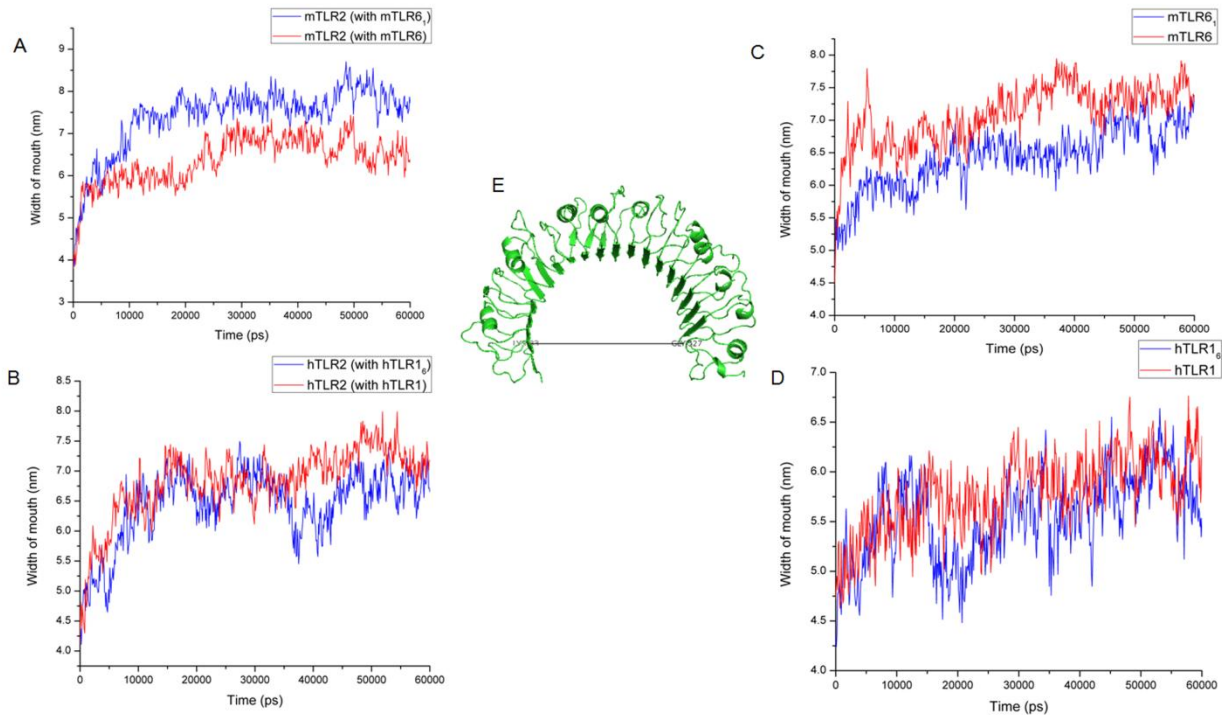 A
mTLR2 (with mTLR6₁)
mTLR2 (with mTLR6)
Width of mouth (nm)
9
8
7
6
5
4
3
0 10000 20000 30000 40000 50000 60000
Time (ps)
C
mTLR6₁
mTLR6
Width of mouth (nm)
8.0
7.5
7.0
6.5
6.0
5.5
5.0
4.5
4.0
0 10000 20000 30000 40000 50000 60000
Time (ps)
E
B
hTLR2 (with hTLR1₆)
hTLR2 (with hTLR1)
Width of mouth (nm)
8.5
8.0
7.5
7.0
6.5
6.0
5.5
5.0
4.5
4.0
0 10000 20000 30000 40000 50000 60000
Time (ps)
D
hTLR1₆
hTLR1
Width of mouth (nm)
7.0
6.5
6.0
5.5
5.0
4.5
4.0
0 10000 20000 30000 40000 50000 60000
Time (ps)